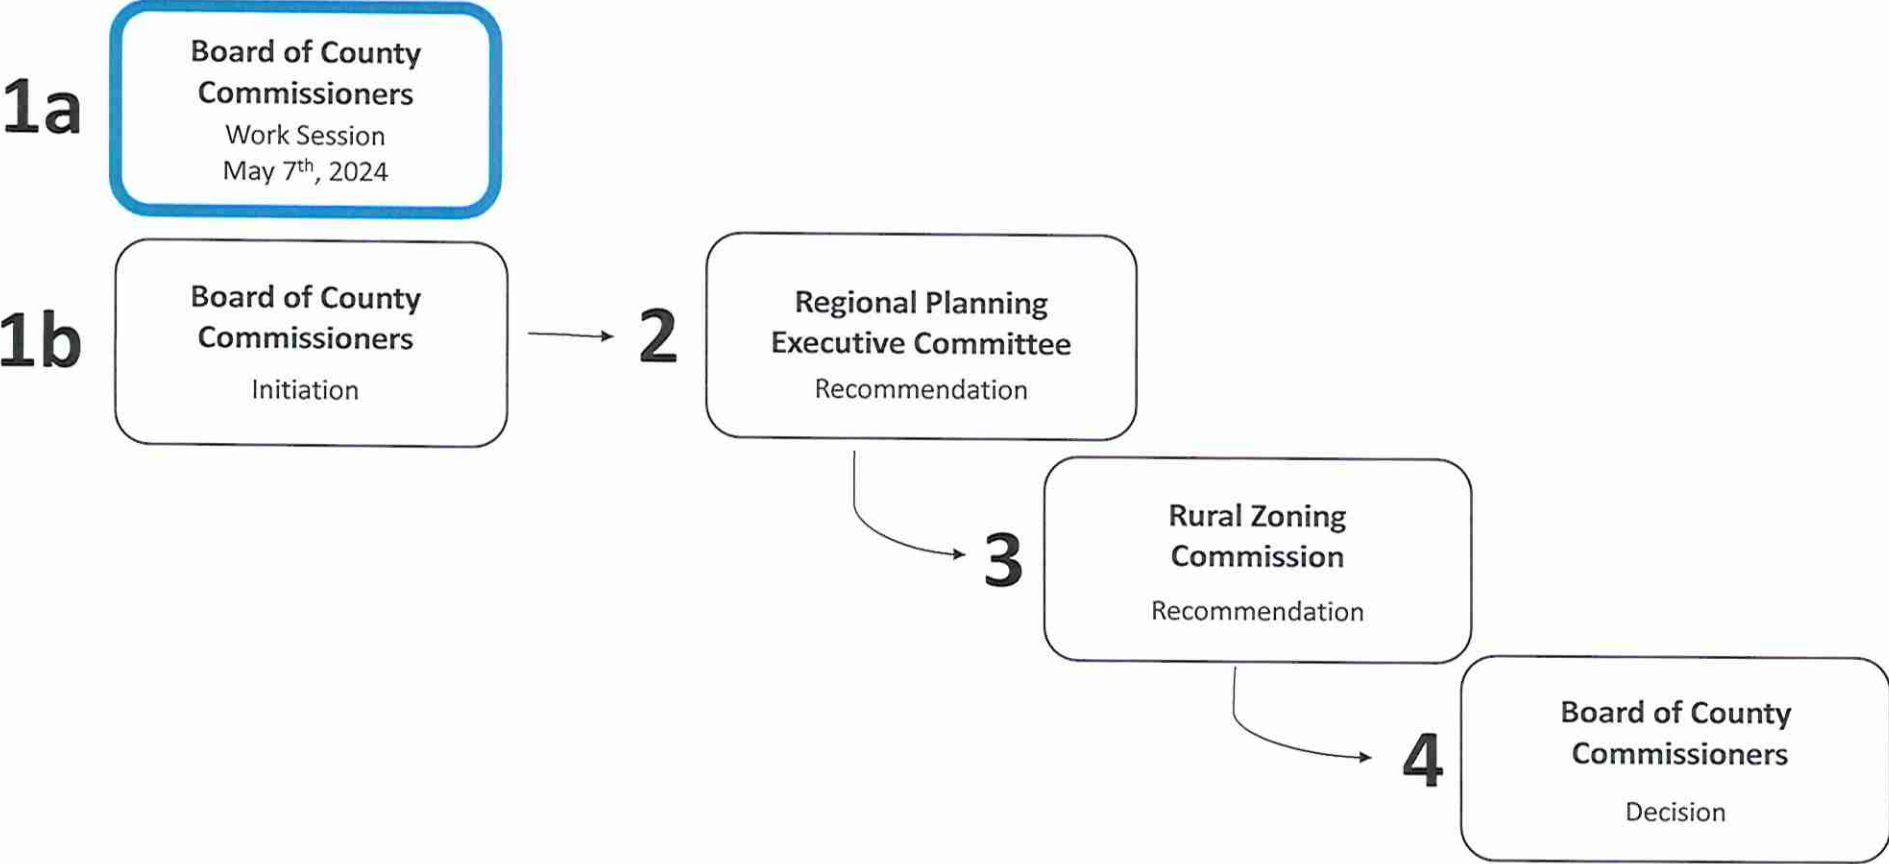 1a
Board of County
Commissioners
Work Session
May 7th, 2024
1b
Board of County
Commissioners
Initiation
2
Regional Planning
Executive Committee
Recommendation
3
Rural Zoning
Commission
Recommendation
4
Board of County
Commissioners
Decision